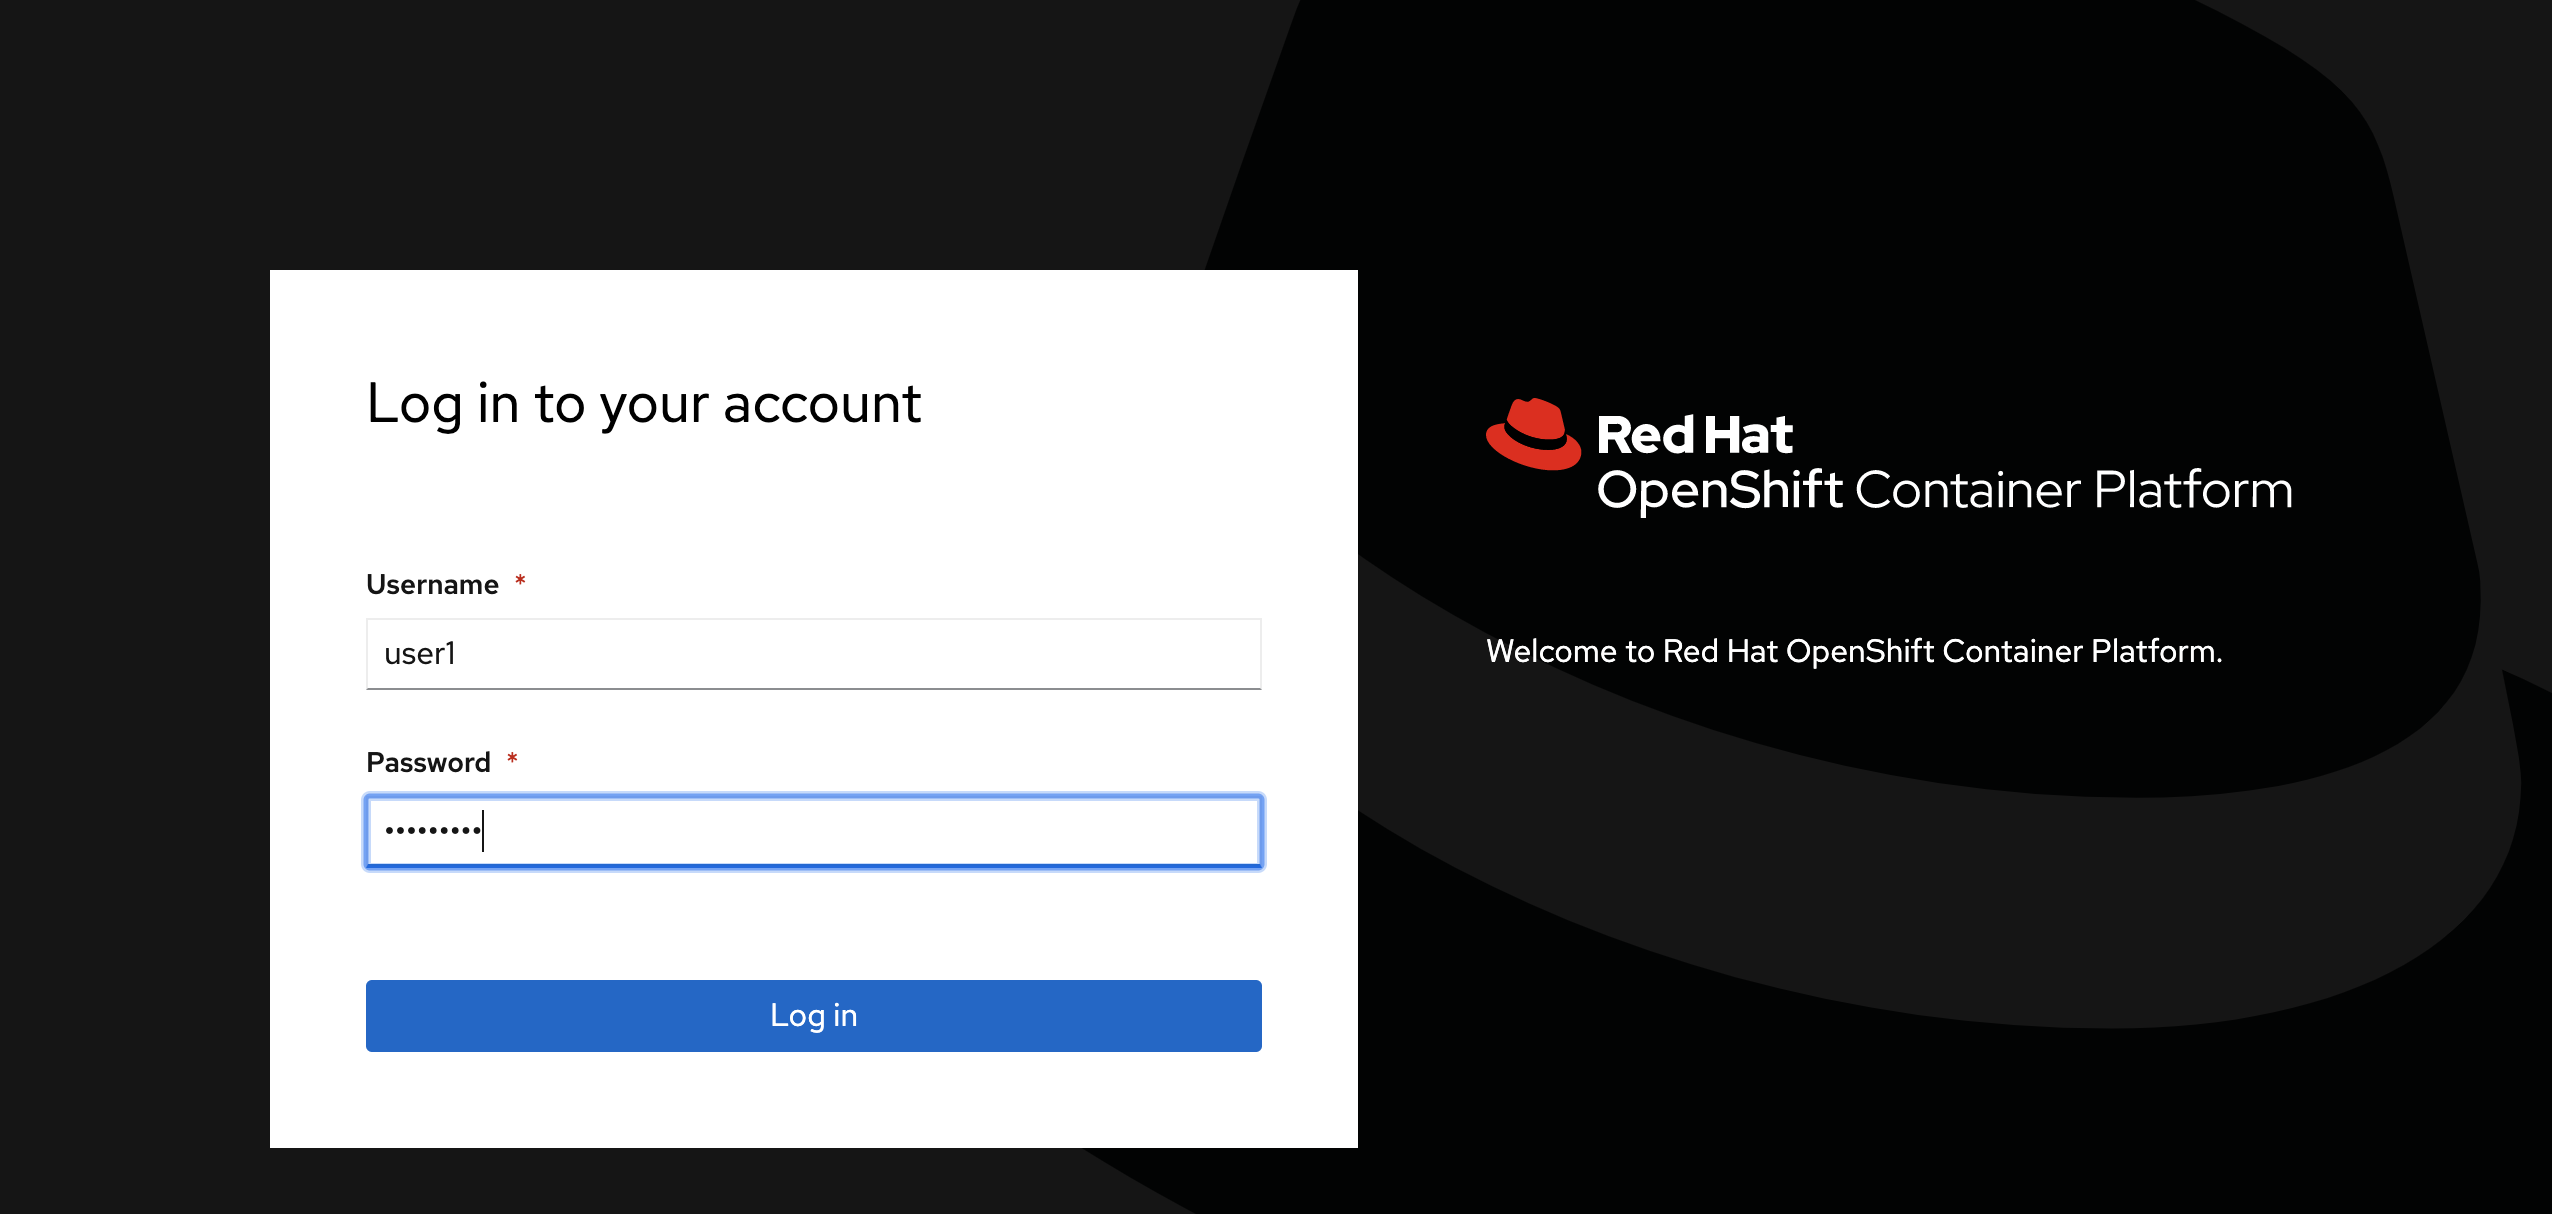 Log in to your account
Username *
user1
Password *
•••••••••
Log in
Red Hat
OpenShift Container Platform
Welcome to Red Hat OpenShift Container Platform.